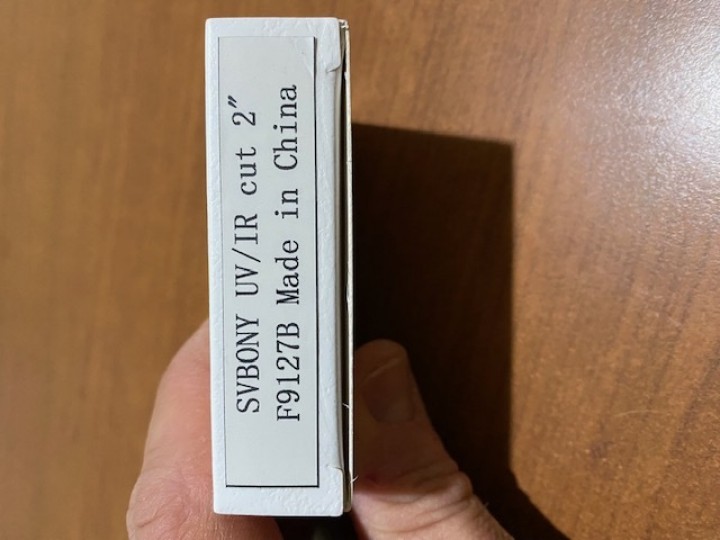 SVBONY UV/IR cut 2″
F9127B Made in China